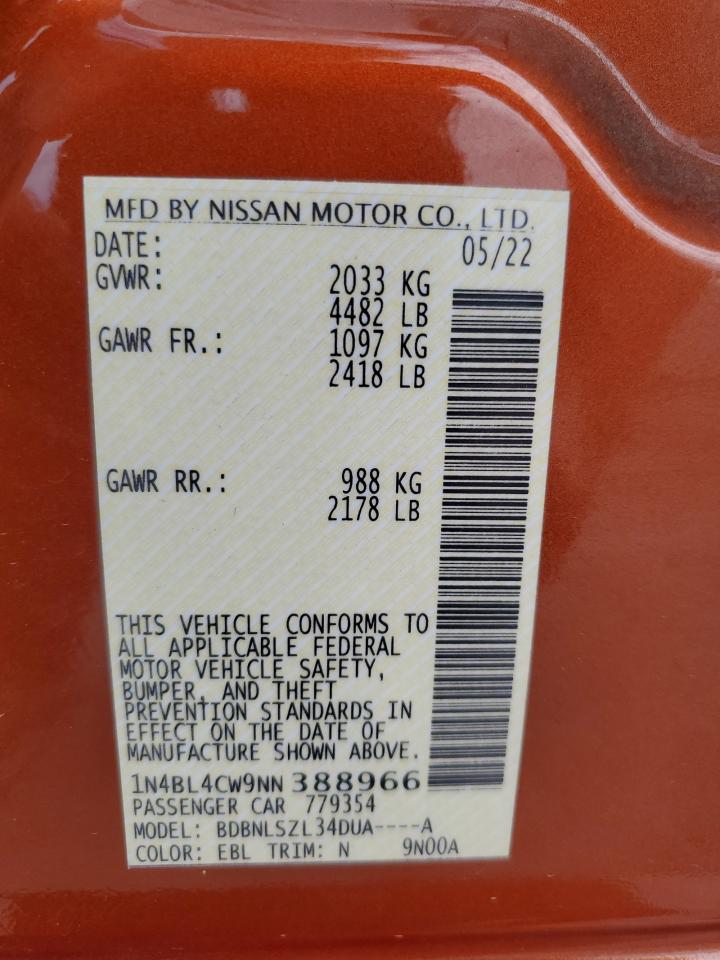 MFD BY NISSAN MOTOR CO., LTD.
DATE: 05/22
GVWR: 2033 KG
4482 LB
GAWR FR.: 1097 KG
2418 LB
GAWR RR.: 988 KG
2178 LB
THIS VEHICLE CONFORMS TO
ALL APPLICABLE FEDERAL
MOTOR VEHICLE SAFETY,
BUMPER, AND THEFT
PREVENTION STANDARDS IN
EFFECT ON THE DATE OF
MANUFACTURE SHOWN ABOVE.
1N4BL4CW9NN388966
PASSENGER CAR 779354
MODEL: BDBNLSZL34DUA----A
COLOR: EBL TRIM: N 9N00A